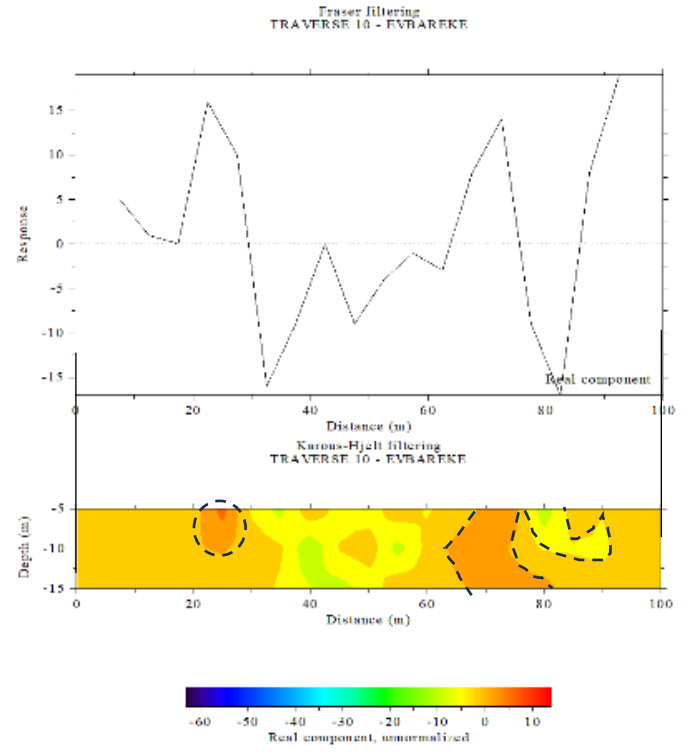 Fraser filtering
TRAVERSE 10 - EVBAREKE
15
10
5
0
-5
-10
-15
Response
Real component
0 20 40 60 80 100
Distance (m)
Karous-Hjelt filtering
TRAVERSE 10 - EVBAREKE
-5
-10
-15
Depth (m)
0 20 40 60 80 100
Distance (m)
-60 -50 -40 -30 -20 -10 0 10
Real component, unnormalized